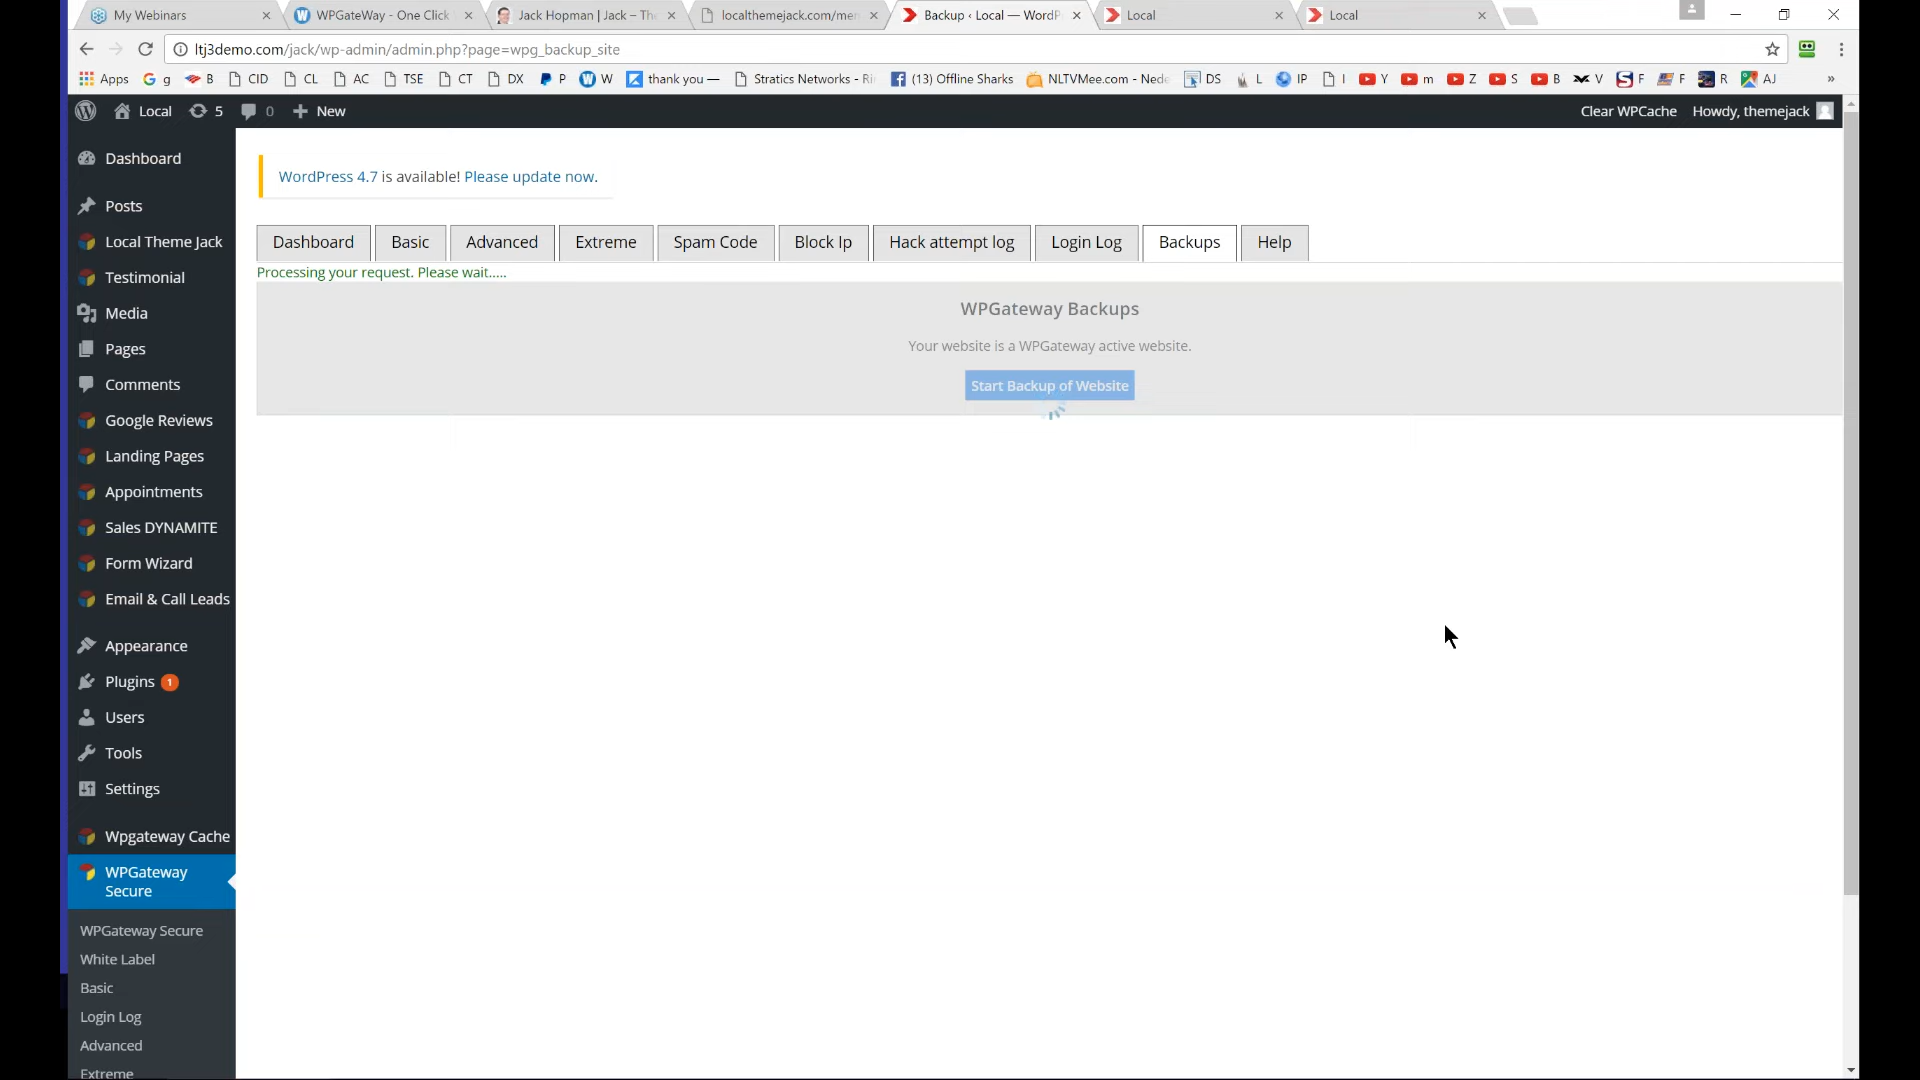 My Webinars
WPGateWay - One Click
Jack Hopman | Jack – The
localthemejack.com/mem
Backup ‹ Local — WordP
Local
Local
ltj3demo.com/jack/wp-admin/admin.php?page=wpg_backup_site
Apps
g
B
CID
CL
AC
TSE
CT
DX
P
W
thank you —
Stratics Networks - Ri
(13) Offline Sharks
NLTVMee.com - Nede
DS
L
IP
I
Y
m
Z
S
B
V
F
F
R
AJ
»
Local
5
0
New
Clear WPCache
Howdy, themejack
Dashboard
Posts
Local Theme Jack
Testimonial
Media
Pages
Comments
Google Reviews
Landing Pages
Appointments
Sales DYNAMITE
Form Wizard
Email & Call Leads
Appearance
Plugins 1
Users
Tools
Settings
Wpgateway Cache
WPGateway
Secure
WPGateway Secure
White Label
Basic
Login Log
Advanced
Extreme
WordPress 4.7 is available! Please update now.
Dashboard
Basic
Advanced
Extreme
Spam Code
Block Ip
Hack attempt log
Login Log
Backups
Help
Processing your request. Please wait.....
WPGateway Backups
Your website is a WPGateway active website.
Start Backup of Website